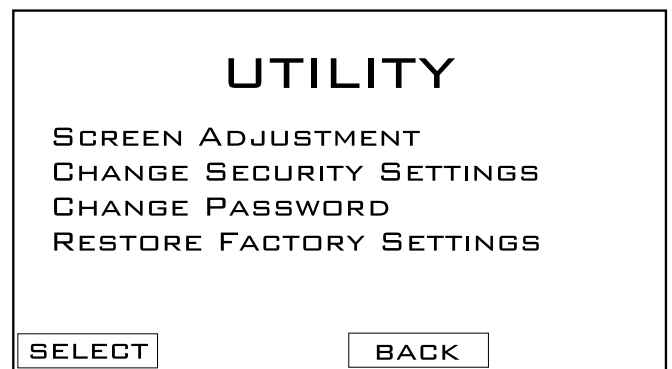 UTILITY
SCREEN ADJUSTMENT
CHANGE SECURITY SETTINGS
CHANGE PASSWORD
RESTORE FACTORY SETTINGS
SELECT BACK